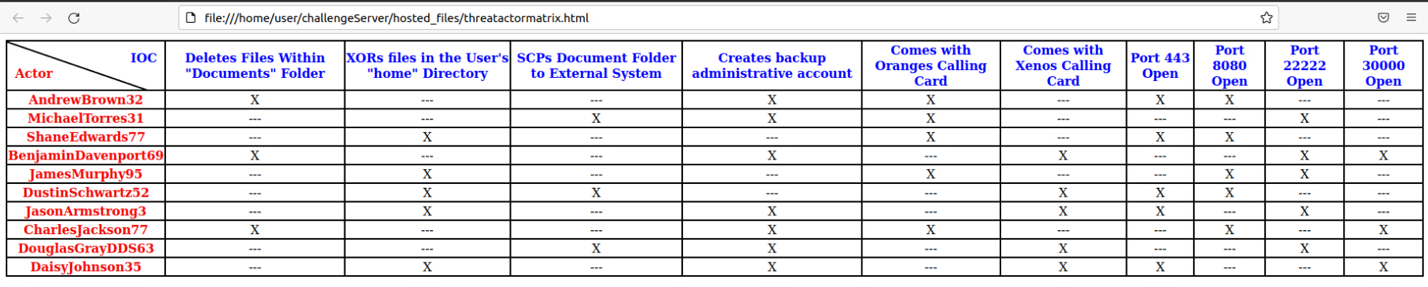 file:///home/user/challengeServer/hosted_files/threatactormatrix.html
IOC Actor Deletes Files Within "Documents" Folder XORs files in the User's "home" Directory SCPs Document Folder to External System Creates backup administrative account Comes with Oranges Calling Card Comes with Xenos Calling Card Port 443 Open Port 8080 Open Port 22222 Open Port 30000 Open
AndrewBrown32 X --- --- X X --- X X --- ---
MichaelTorres31 --- --- X X X --- --- --- X ---
ShaneEdwards77 --- X --- --- X --- X X --- ---
BenjaminDavenport69 X --- --- X --- X --- --- X X
JamesMurphy95 --- X --- --- X --- --- X X ---
DustinSchwartz52 --- X X --- --- X X X --- ---
JasonArmstrong3 --- X --- X --- X X --- X ---
CharlesJackson77 X --- --- X X --- --- X --- X
DouglasGrayDDS63 --- --- X X --- X --- --- X ---
DaisyJohnson35 --- X --- X --- X X --- --- X